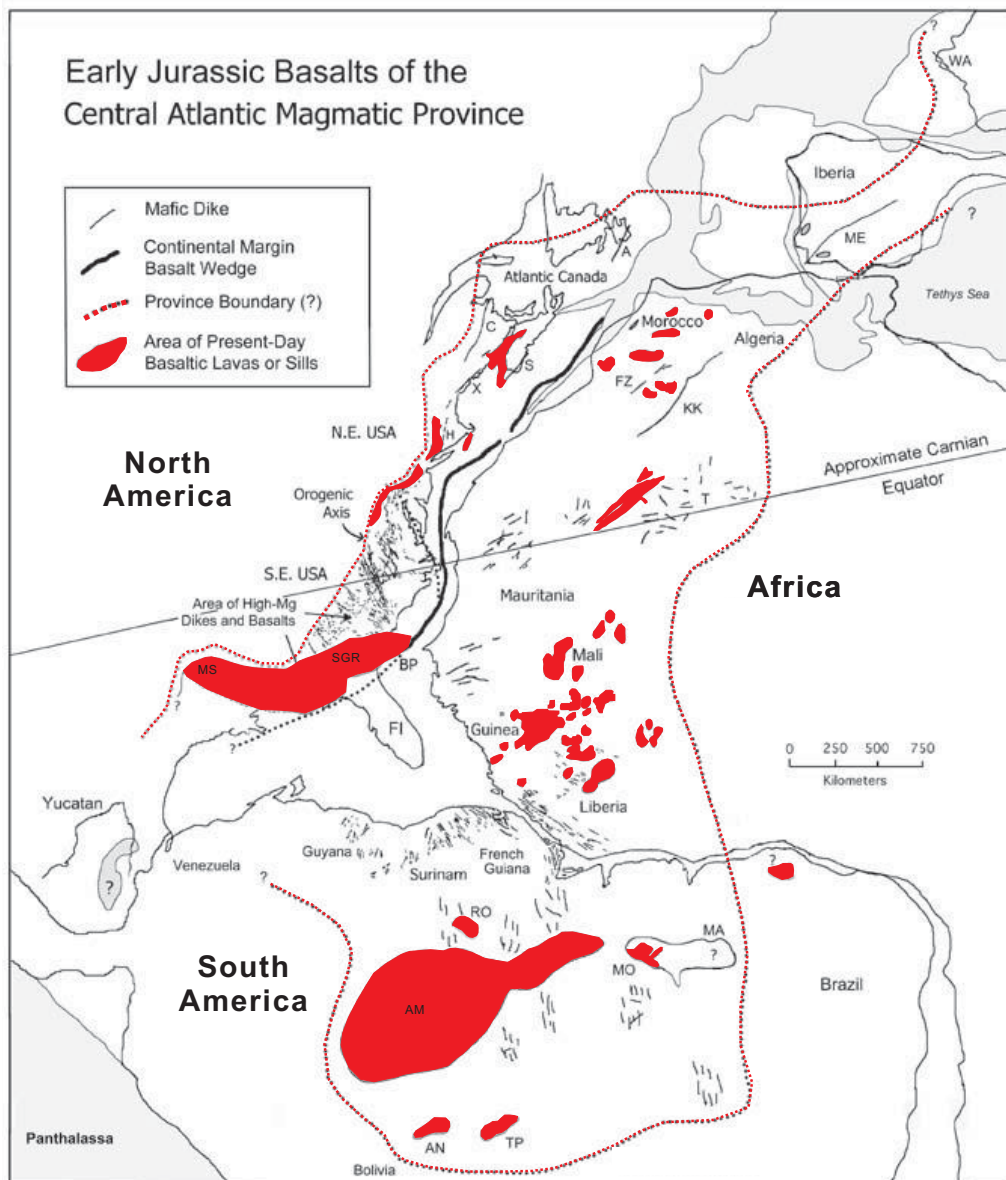 Early Jurassic Basalts of the
Central Atlantic Magmatic Province
Mafic Dike
Continental Margin
Basalt Wedge
Province Boundary (?)
Area of Present-Day
Basaltic Lavas or Sills
?
WA
Iberia
?
ME
Tethys Sea
A
Atlantic Canada
C
S
X
Morocco
Algeria
FZ
KK
N.E. USA
H
North
America
Orogenic
Axis
Approximate Carnian
Equator
T
S.E. USA
Africa
Area of High-Mg
Dikes and Basalts
Mauritania
MS
SGR
BP
Mali
?
FI
?
Guinea
0 250 500 750
Kilometers
Liberia
Yucatan
?
Venezuela
Guyana
Surinam
French
Guiana
?
?
RO
MA
?
MO
South
America
AM
Brazil
Panthalassa
AN
TP
Bolivia